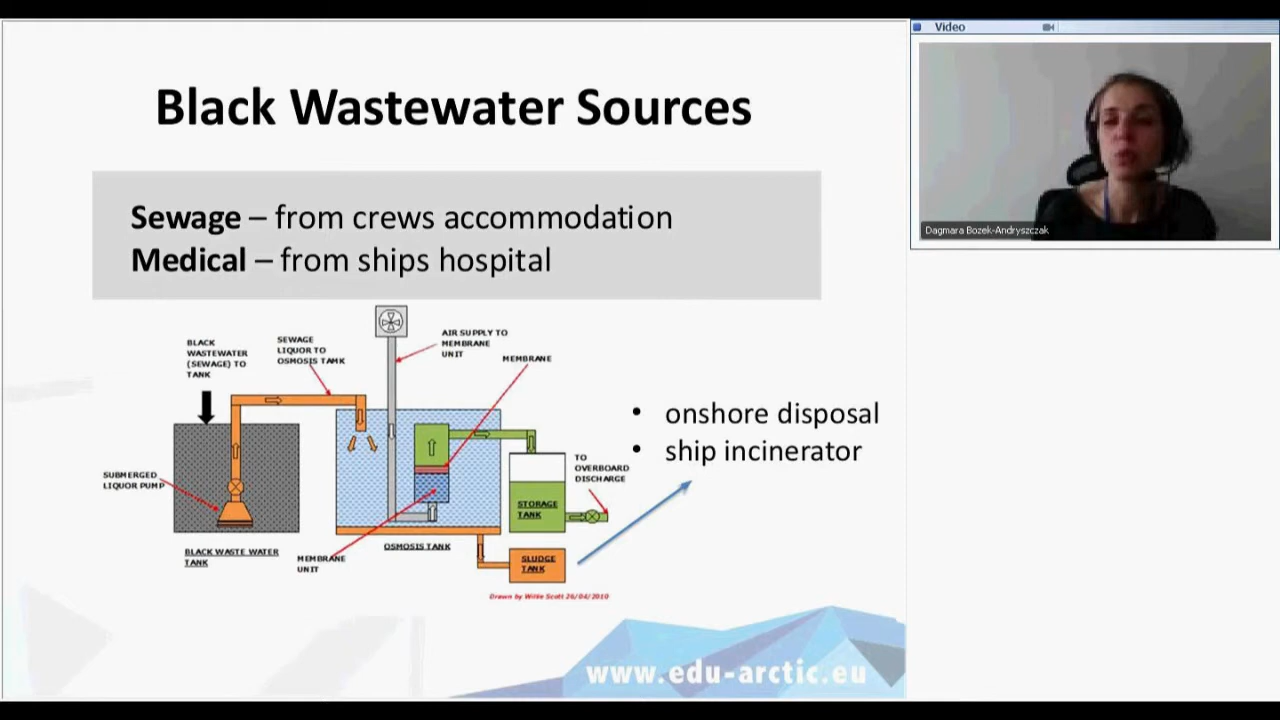 Black Wastewater Sources
Sewage – from crews accommodation
Medical – from ships hospital
BLACK
WASTEWATER
(SEWAGE) TO
TANK
SEWAGE
LIQUOR TO
OSMOSIS TAMK
AIR SUPPLY TO
MEMBRANE
UNIT
MEMBRANE
SUBMERGED
LIQUOR PUMP
BLACK WASTE WATER
TANK
MEMBRANE
UNIT
OSMOSIS TANK
STORAGE
TANK
SLUDGE
TANK
TO
OVERBOARD
DISCHARGE
Drawn by Willie Scott 26/04/2010
• onshore disposal
• ship incinerator
www.edu-arctic.eu
Video
Dagmara Bozek-Andryszczak